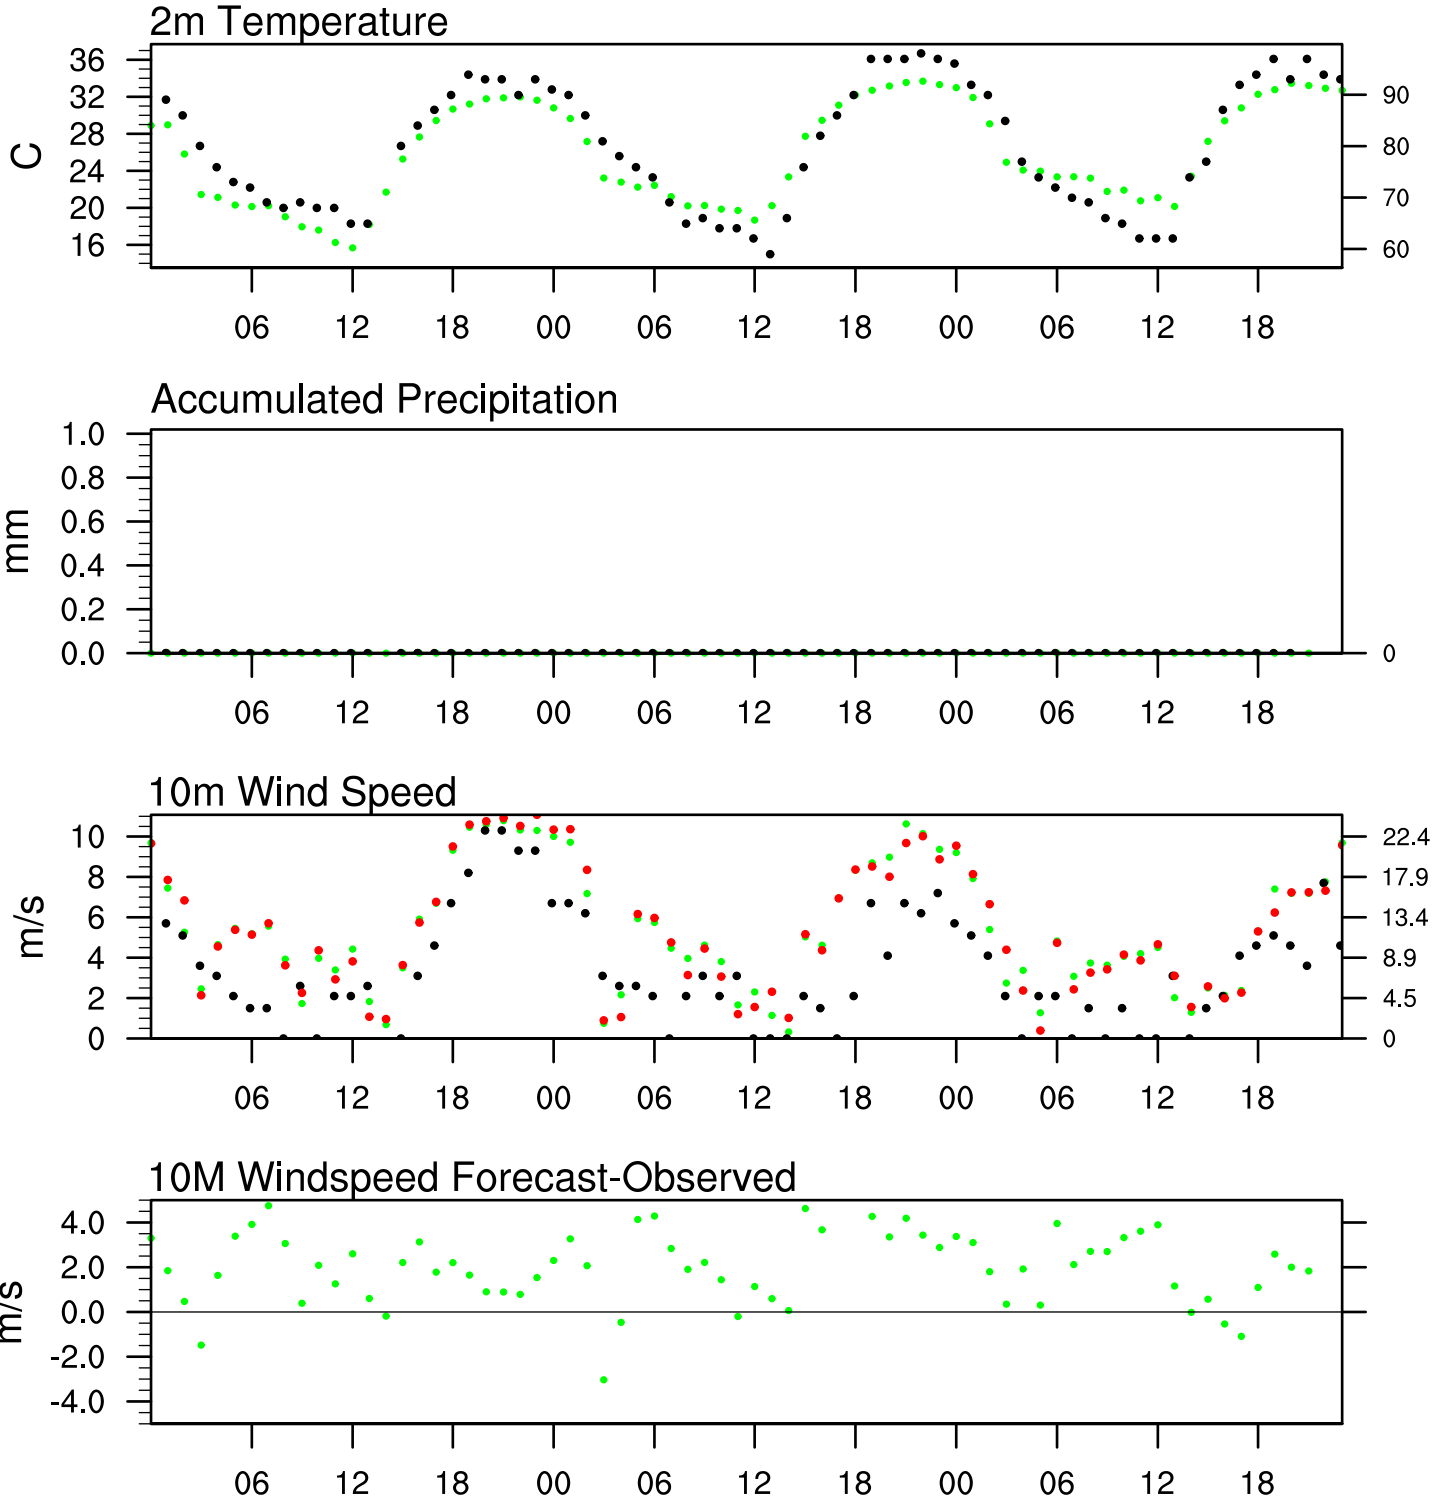 2m Temperature
36
32
28
24
20
16
C
90
80
70
60
06 12 18 00 06 12 18 00 06 12 18
Accumulated Precipitation
1.0
0.8
0.6
0.4
0.2
0.0
mm
0
06 12 18 00 06 12 18 00 06 12 18
10m Wind Speed
10
8
6
4
2
0
m/s
22.4
17.9
13.4
8.9
4.5
0
06 12 18 00 06 12 18 00 06 12 18
10M Windspeed Forecast-Observed
4.0
2.0
0.0
-2.0
-4.0
m/s
06 12 18 00 06 12 18 00 06 12 18